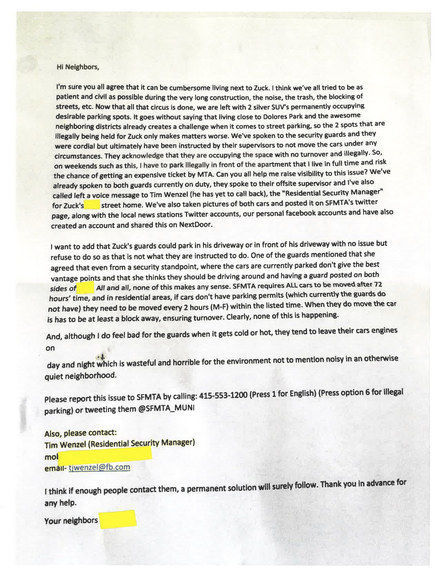 Hi Neighbors,
I'm sure you all agree that it can be cumbersome living next to Zuck. I think we've all tried to be as
patient and civil as possible during the very long construction, the noise, the trash, the blocking of
streets, etc. Now that all that circus is done, we are left with 2 silver SUV's permanently occupying
desirable parking spots. It goes without saying that living close to Dolores Park and the awesome
neighboring districts already creates a challenge when it comes to street parking, so the 2 spots that are
illegally being held for Zuck only makes matters worse. We've spoken to the security guards and they
were cordial but ultimately have been instructed by their supervisors to not move the cars under any
circumstances. They acknowledge that they are occupying the space with no turnover and illegally. So,
on weekends such as this, I have to park illegally in front of the apartment that I live in full time and risk
the chance of getting an expensive ticket by MTA. Can you all help me raise visibility to this issue? We've
already spoken to both guards currently on duty, they spoke to their offsite supervisor and I've also
called left a voice message to Tim Wenzel (he has yet to call back), the "Residential Security Manager"
for Zuck's street home. We've also taken pictures of both cars and posted it on SFMTA's twitter
page, along with the local news stations Twitter accounts, our personal facebook accounts and have also
created an account and shared this on NextDoor.
I want to add that Zuck's guards could park in his driveway or in front of his driveway with no issue but
refuse to do so as that is not what they are instructed to do. One of the guards mentioned that she
agreed that even from a security standpoint, where the cars are currently parked don't give the best
vantage points and that she thinks they should be driving around and having a guard posted on both
sides of All and all, none of this makes any sense. SFMTA requires ALL cars to be moved after 72
hours' time, and in residential areas, if cars don't have parking permits (which currently the guards do
not have) they need to be moved every 2 hours (M-F) within the listed time. When they do move the car
is has to be at least a block away, ensuring turnover. Clearly, none of this is happening.
And, although I do feel bad for the guards when it gets cold or hot, they tend to leave their cars engines
on
day and night which is wasteful and horrible for the environment not to mention noisy in an otherwise
quiet neighborhood.
Please report this issue to SFMTA by calling: 415-553-1200 (Press 1 for English) (Press option 6 for illegal
parking) or tweeting them @SFMTA_MUNI
Also, please contact:
Tim Wenzel (Residential Security Manager)
mol
email- tjwenzel@fb.com
I think if enough people contact them, a permanent solution will surely follow. Thank you in advance for
any help.
Your neighbors